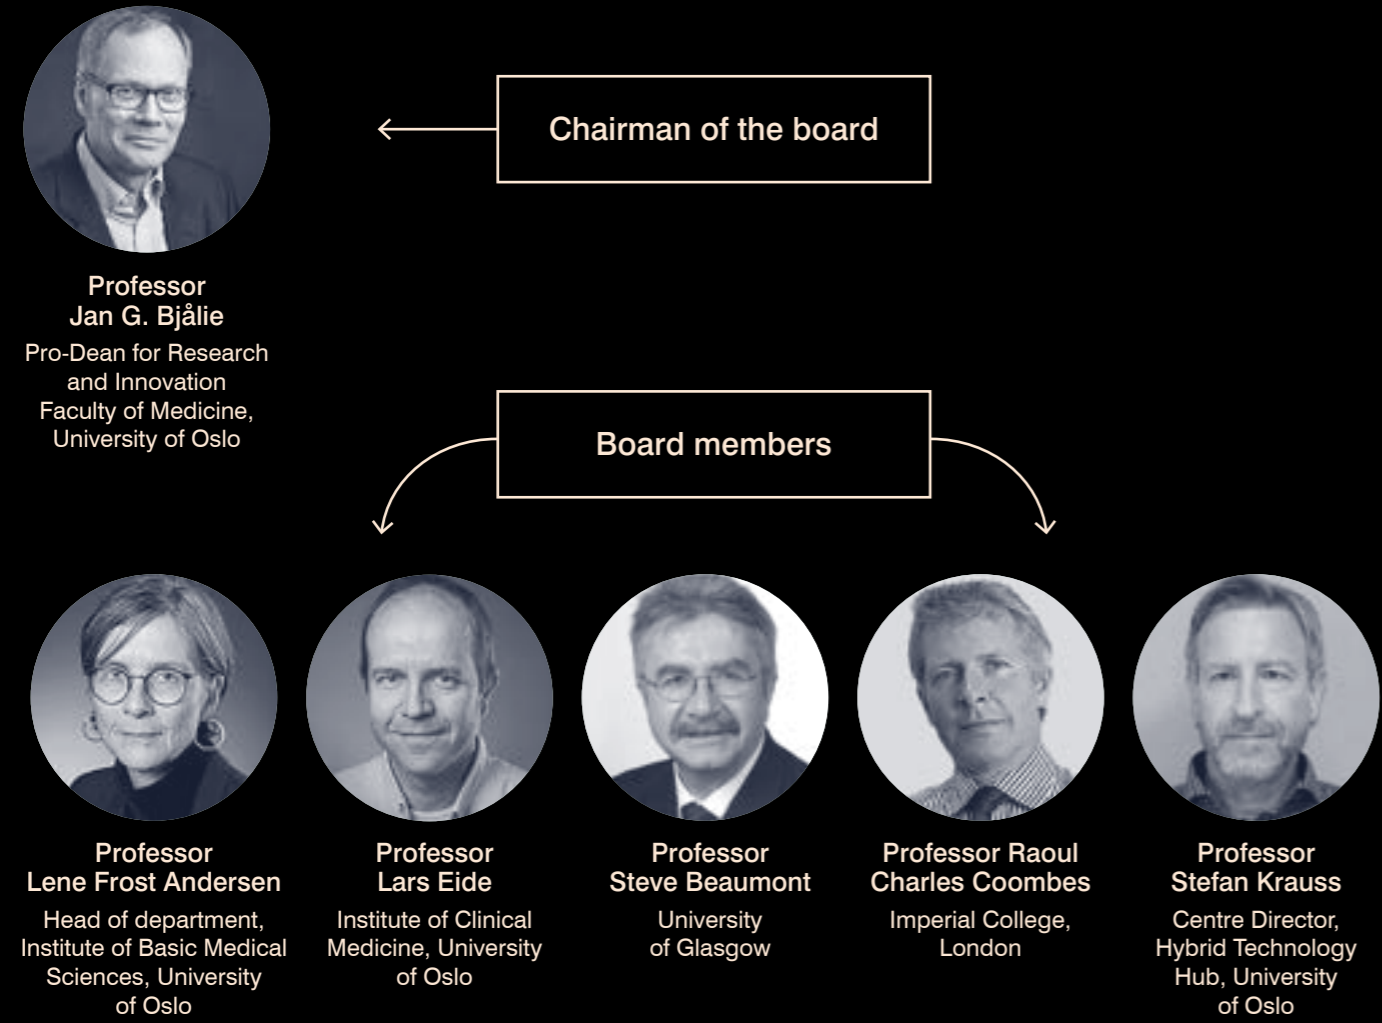 Chairman of the board
Professor
Jan G. Bjålie
Pro-Dean for Research
and Innovation
Faculty of Medicine,
University of Oslo
Board members
Professor
Lene Frost Andersen
Head of department,
Institute of Basic Medical
Sciences, University
of Oslo
Professor
Lars Eide
Institute of Clinical
Medicine, University
of Oslo
Professor
Steve Beaumont
University
of Glasgow
Professor Raoul
Charles Coombes
Imperial College,
London
Professor
Stefan Krauss
Centre Director,
Hybrid Technology
Hub, University
of Oslo